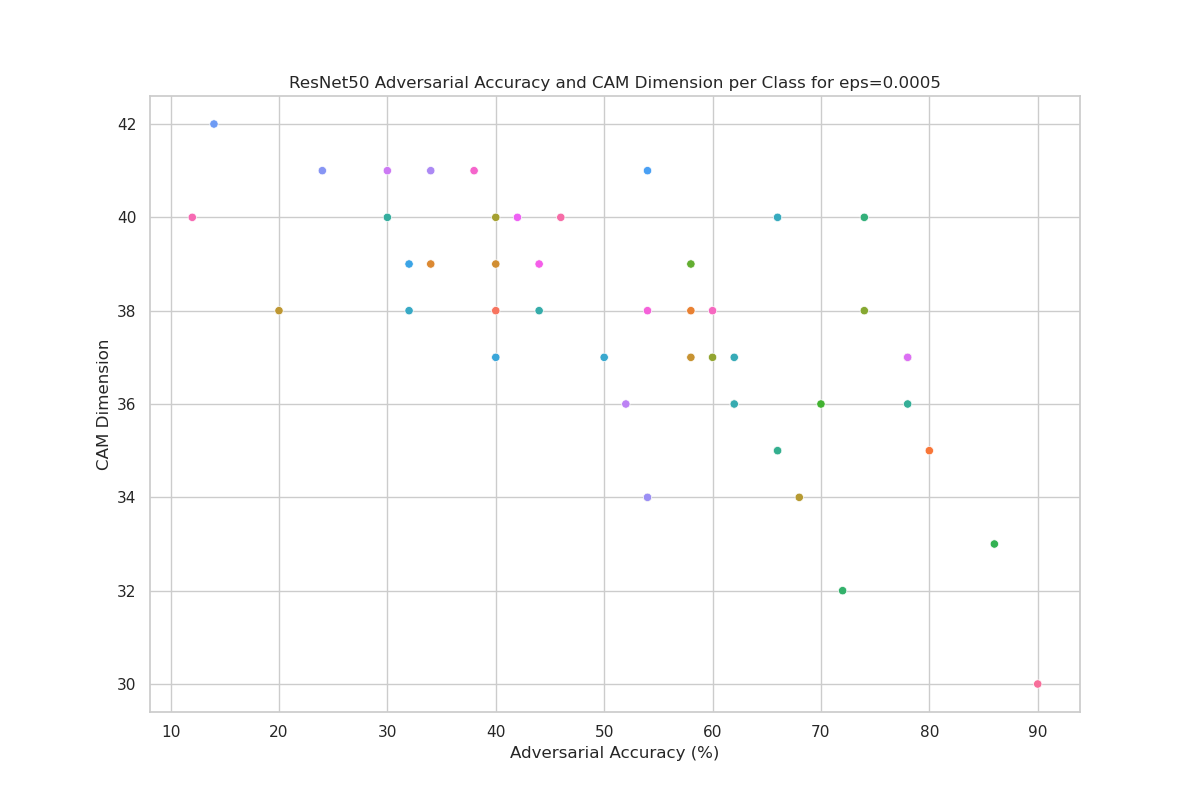 ResNet50 Adversarial Accuracy and CAM Dimension per Class for eps=0.0005
42
40
38
36
34
32
30
CAM Dimension
10 20 30 40 50 60 70 80 90
Adversarial Accuracy (%)